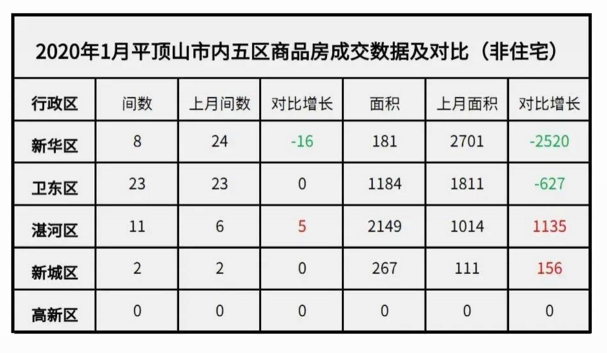 2020年1月平顶山市内五区商品房成交数据及对比（非住宅）
行政区 间数 上月间数 对比增长 面积 上月面积 对比增长
新华区 8 24 -16 181 2701 -2520
卫东区 23 23 0 1184 1811 -627
湛河区 11 6 5 2149 1014 1135
新城区 2 2 0 267 111 156
高新区 0 0 0 0 0 0